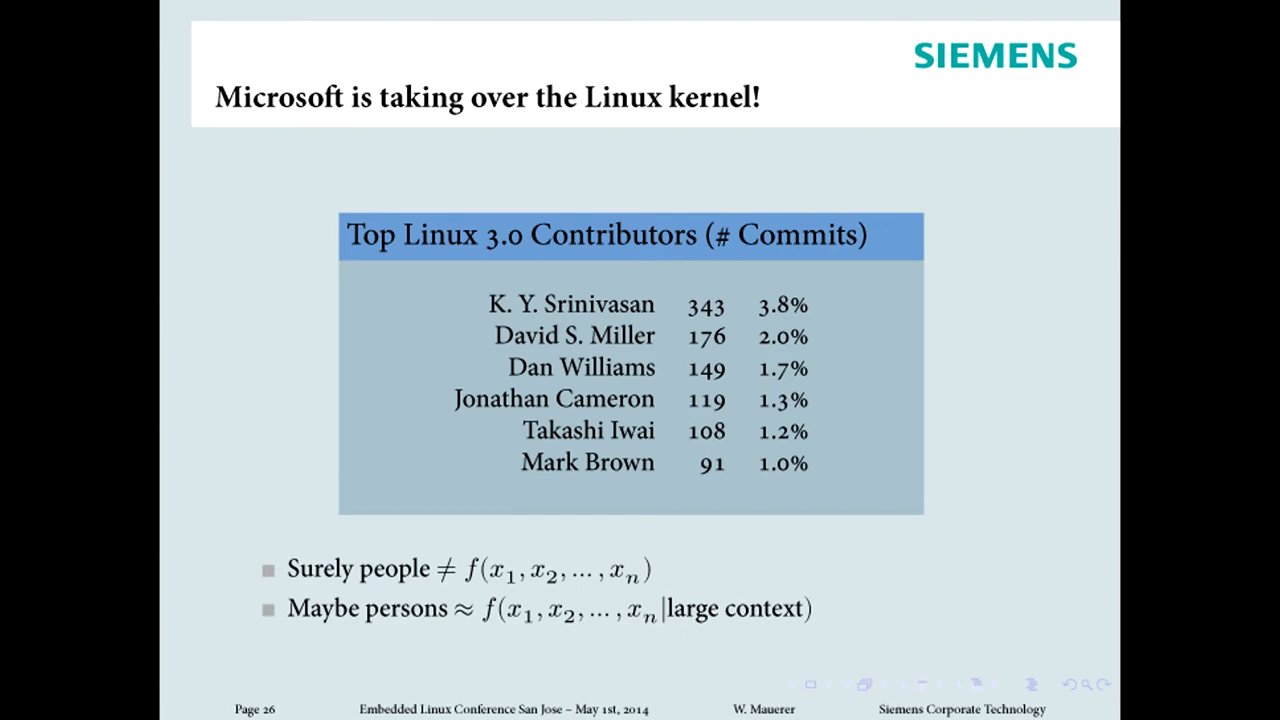 SIEMENS
Microsoft is taking over the Linux kernel!
Top Linux 3.0 Contributors (# Commits)
K. Y. Srinivasan 343 3.8%
David S. Miller 176 2.0%
Dan Williams 149 1.7%
Jonathan Cameron 119 1.3%
Takashi Iwai 108 1.2%
Mark Brown 91 1.0%
Surely people ≠ f(x₁, x₂, ... , xₙ)
Maybe persons ≈ f(x₁, x₂, ... , xₙ|large context)
Page 26 Embedded Linux Conference San Jose – May 1st, 2014 W. Mauerer Siemens Corporate Technology